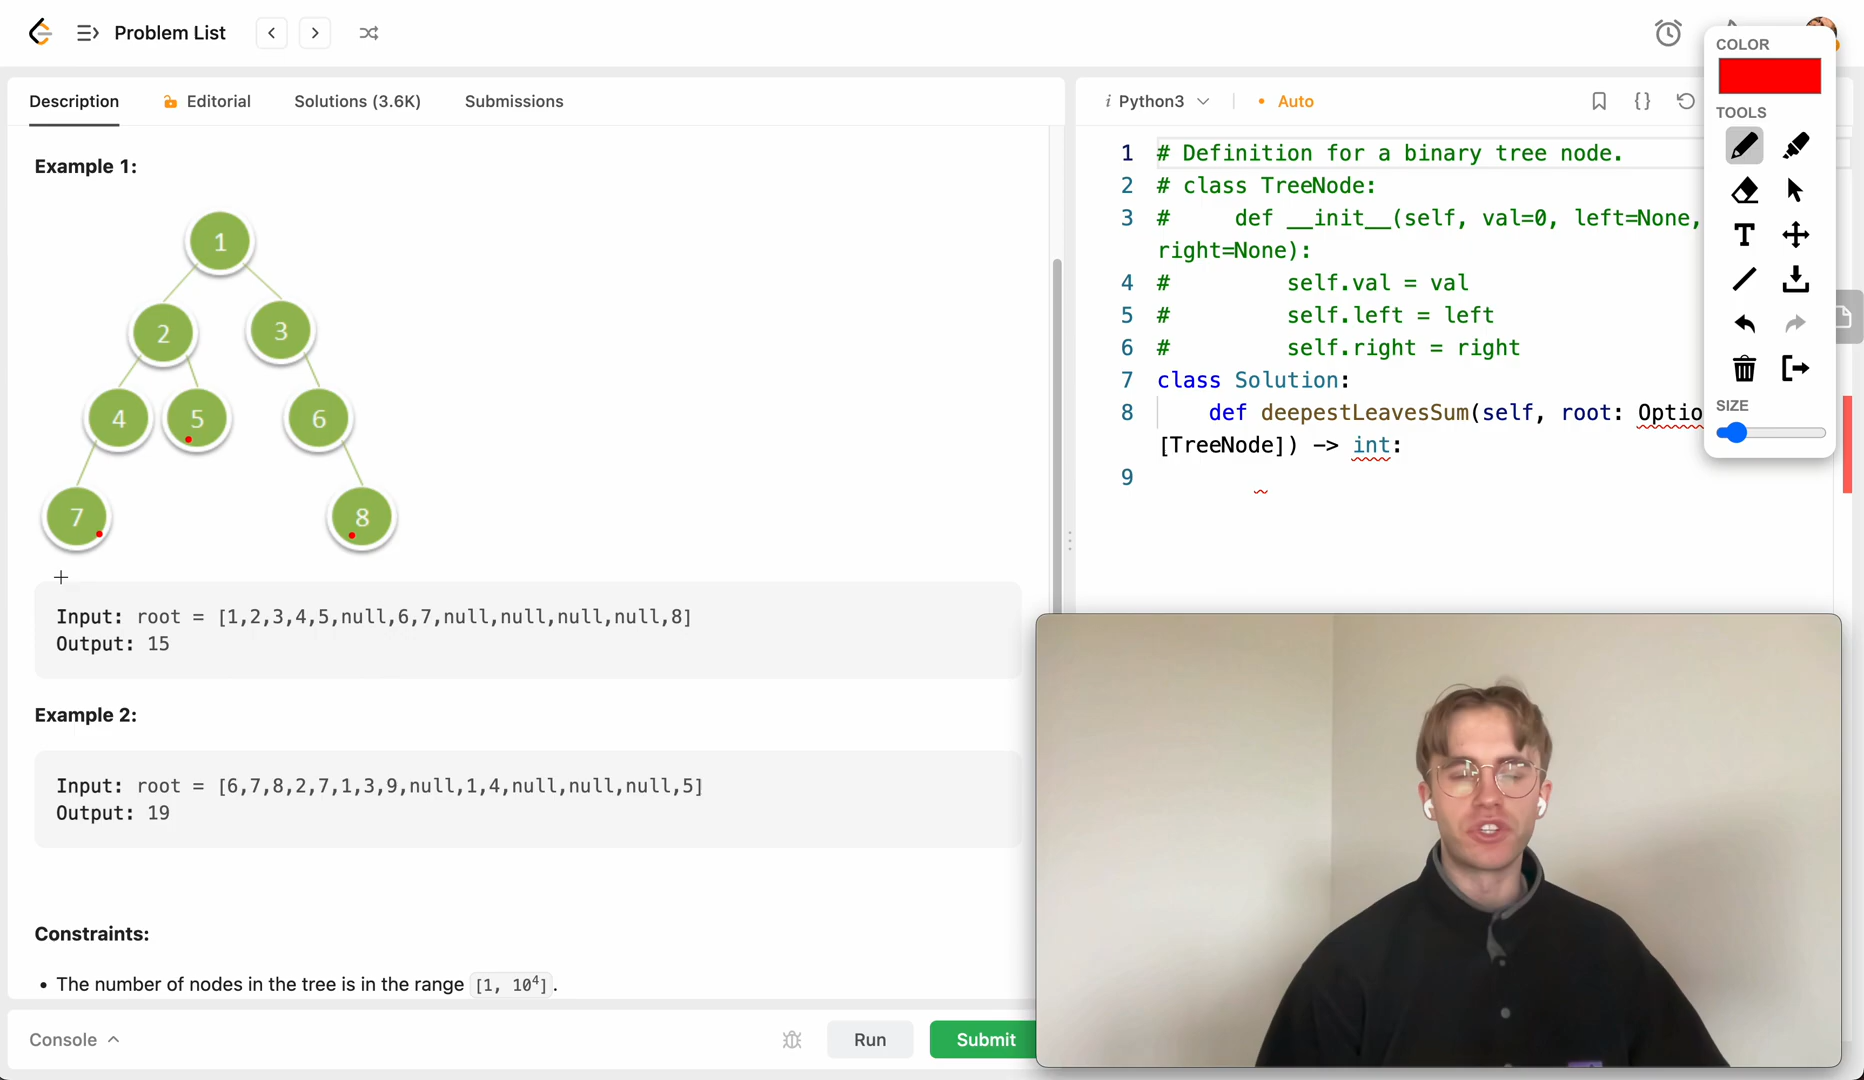 Problem List
Description
Editorial
Solutions (3.6K)
Submissions
Example 1:
1
2
3
4
5
6
7
8
Input: root = [1,2,3,4,5,null,6,7,null,null,null,null,8]
Output: 15
Example 2:
Input: root = [6,7,8,2,7,1,3,9,null,1,4,null,null,null,5]
Output: 19
Constraints:
• The number of nodes in the tree is in the range [1, 10⁴].
Console
Run
Submit
i Python3
• Auto
{}
1 # Definition for a binary tree node.
2 # class TreeNode:
3 #     def __init__(self, val=0, left=None,
right=None):
4 #         self.val = val
5 #         self.left = left
6 #         self.right = right
7 class Solution:
8     def deepestLeavesSum(self, root: Optio
[TreeNode]) -> int:
9
COLOR
TOOLS
T
SIZE